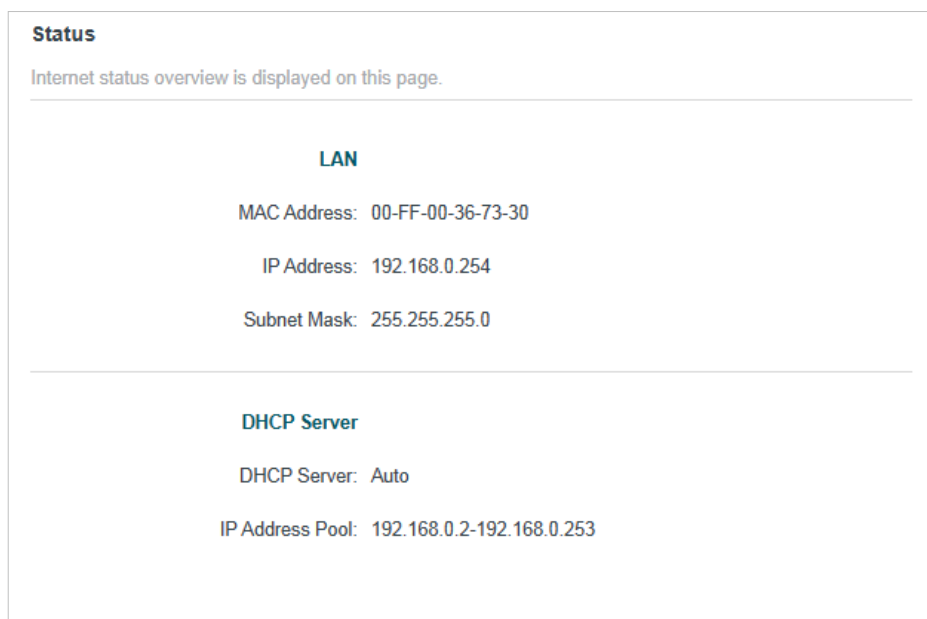 Status
Internet status overview is displayed on this page.
LAN
MAC Address: 00-FF-00-36-73-30
IP Address: 192.168.0.254
Subnet Mask: 255.255.255.0
DHCP Server
DHCP Server: Auto
IP Address Pool: 192.168.0.2-192.168.0.253